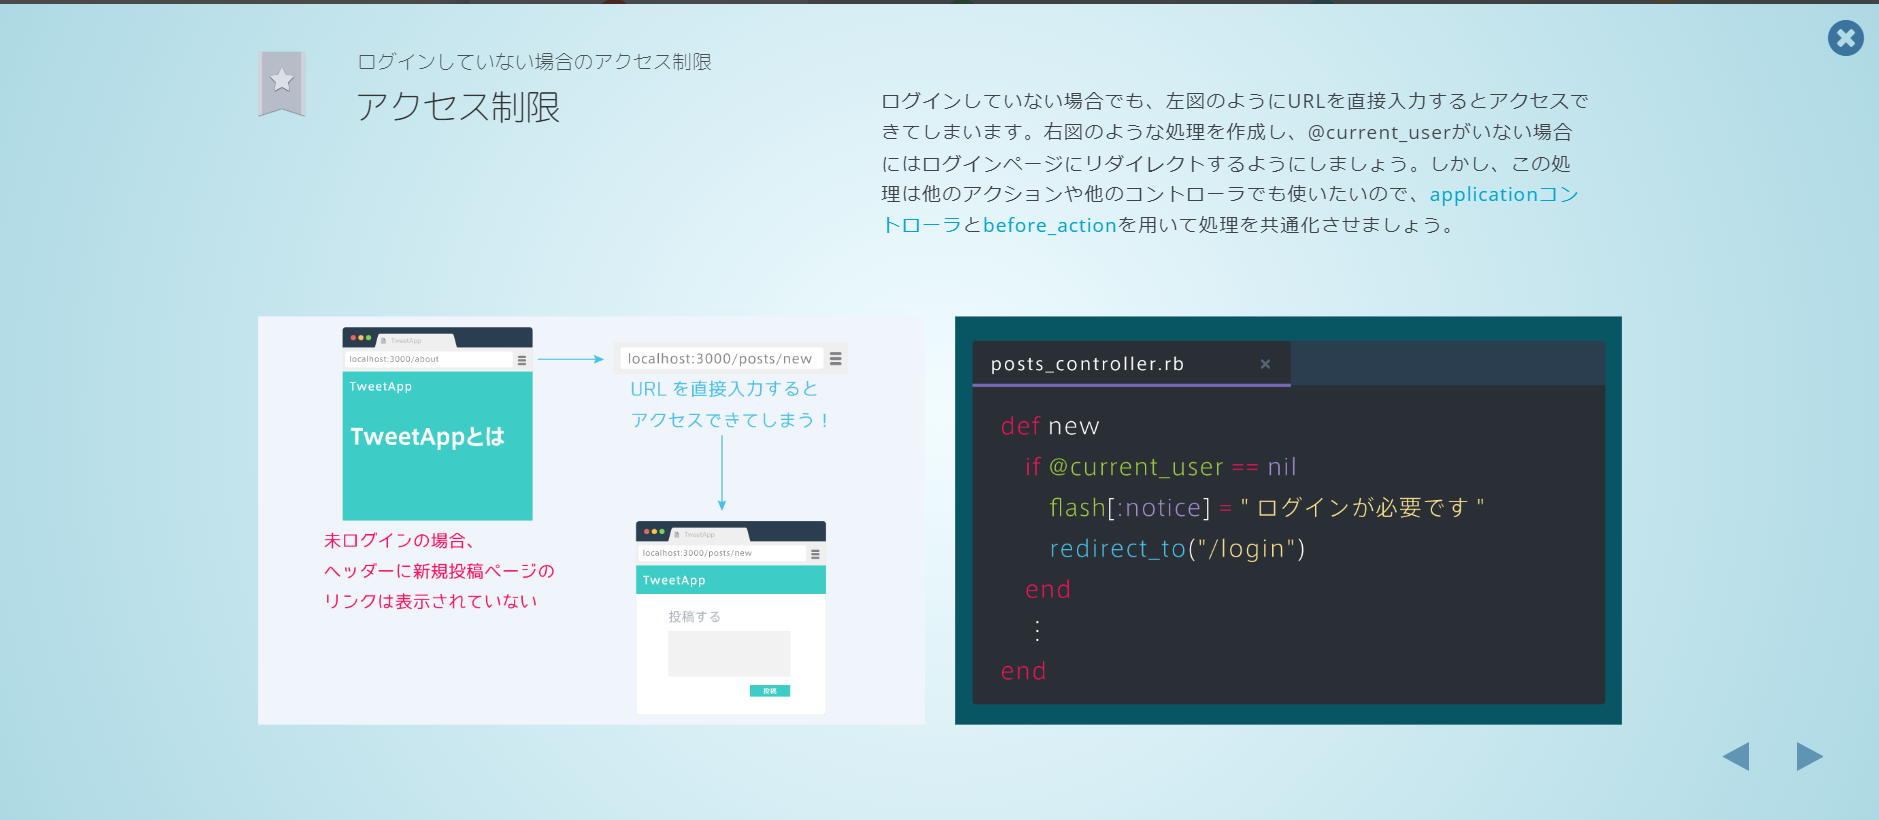 ログインしていない場合のアクセス制限
アクセス制限
ログインしていない場合でも、左図のようにURLを直接入力するとアクセスで
きてしまいます。右図のような処理を作成し、@current_userがいない場合
にはログインページにリダイレクトするようにしましょう。しかし、この処
理は他のアクションや他のコントローラでも使いたいので、applicationコン
トローラとbefore_actionを用いて処理を共通化させましょう。
TweetApp
localhost:3000/about
TweetApp
TweetAppとは
未ログインの場合、
ヘッダーに新規投稿ページの
リンクは表示されていない
localhost:3000/posts/new
URL を直接入力すると
アクセスできてしまう！
TweetApp
localhost:3000/posts/new
TweetApp
投稿する
投稿
posts_controller.rb ×
def new
if @current_user == nil
flash[:notice] = " ログインが必要です "
redirect_to("/login")
end
⋮
end